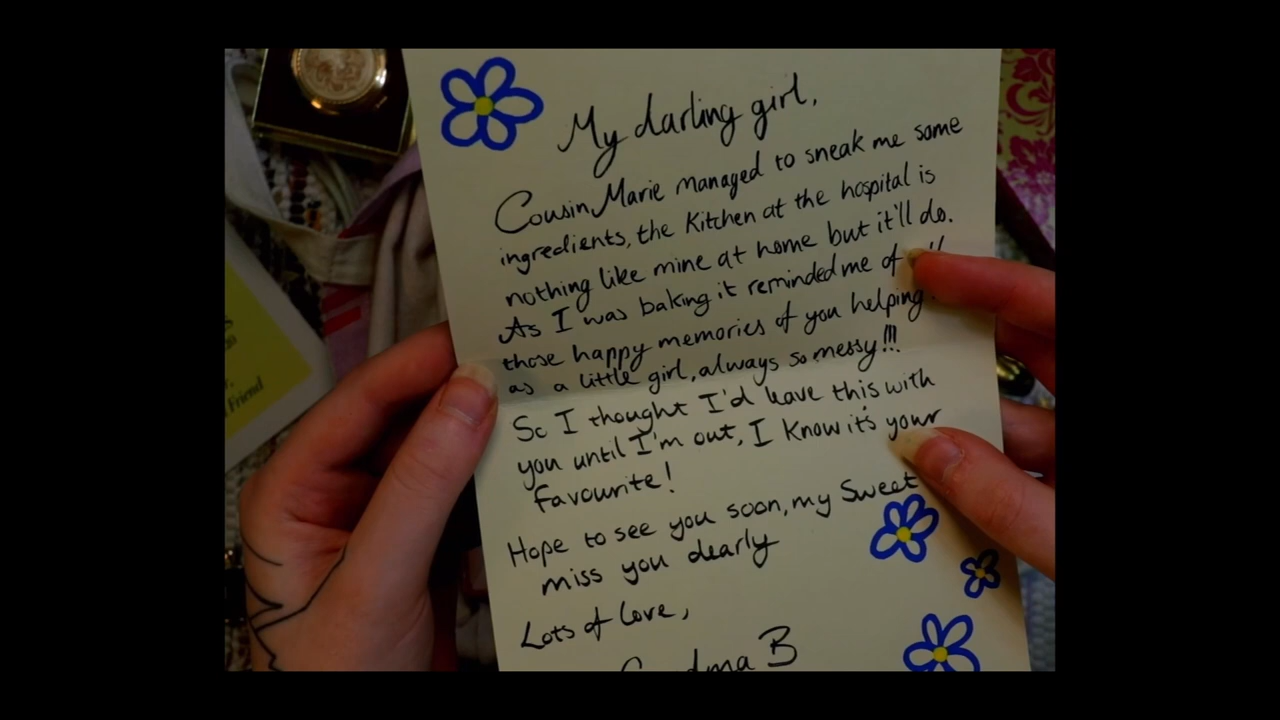 My darling girl,
Cousin Marie managed to sneak me some
ingredients, the Kitchen at the hospital is
nothing like mine at home but it'll do.
As I was baking it reminded me of
those happy memories of you helping
as a little girl, always so messy!!!
So I thought I'd leave this with
you until I'm out, I know it's your
favourite!
Hope to see you soon, my Sweet
miss you dearly
Lots of love,
Grandma B
Friend